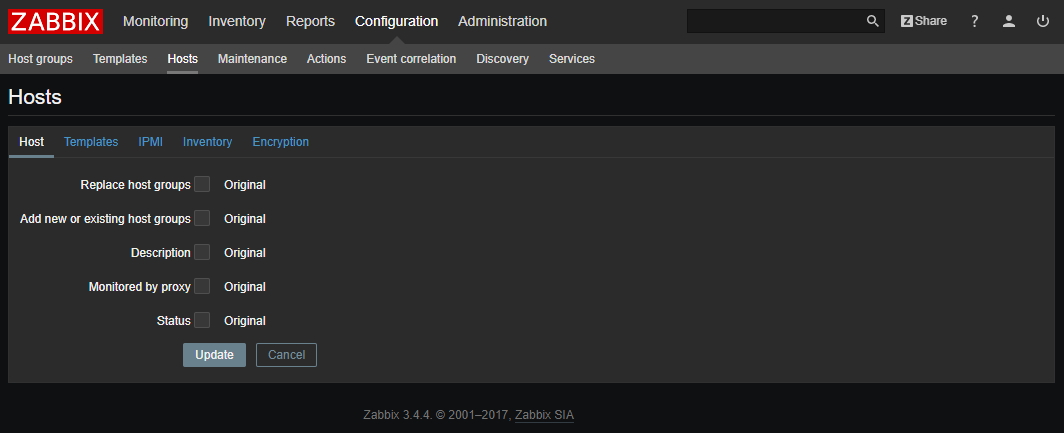 ZABBIX Monitoring Inventory Reports Configuration Administration Z Share ?
Host groups Templates Hosts Maintenance Actions Event correlation Discovery Services
Hosts
Host Templates IPMI Inventory Encryption
Replace host groups Original
Add new or existing host groups Original
Description Original
Monitored by proxy Original
Status Original
Update Cancel
Zabbix 3.4.4. © 2001–2017, Zabbix SIA